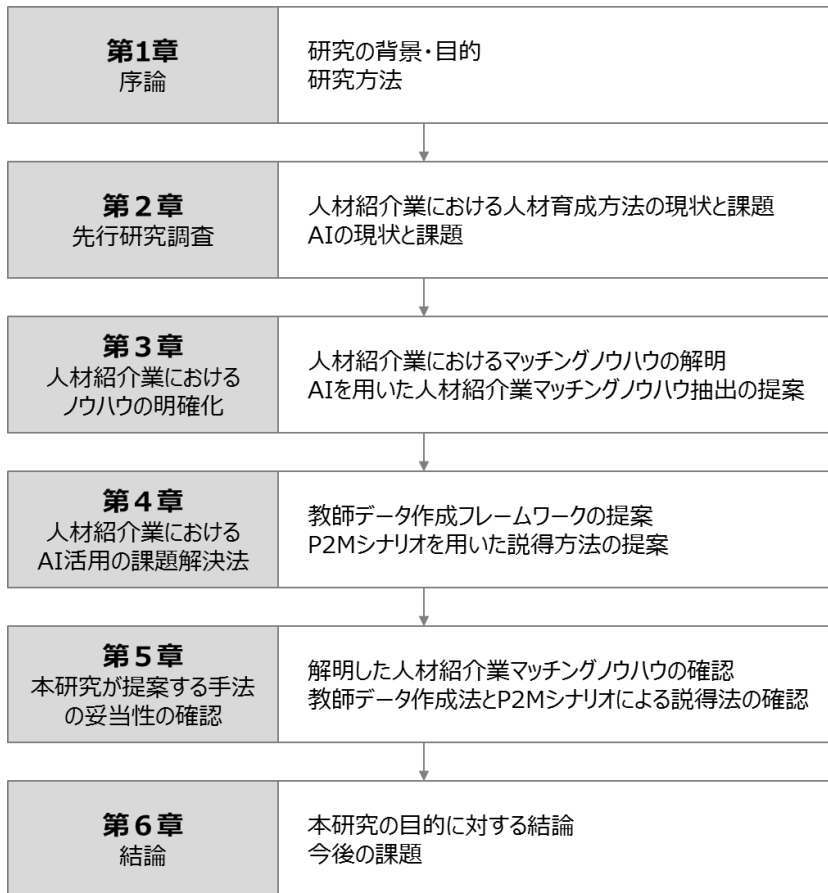 第1章
序論
研究の背景・目的
研究方法
第２章
先行研究調査
人材紹介業における人材育成方法の現状と課題
AIの現状と課題
第３章
人材紹介業における
ノウハウの明確化
人材紹介業におけるマッチングノウハウの解明
AIを用いた人材紹介業マッチングノウハウ抽出の提案
第４章
人材紹介業における
AI活用の課題解決法
教師データ作成フレームワークの提案
P2Mシナリオを用いた説得方法の提案
第５章
本研究が提案する手法
の妥当性の確認
解明した人材紹介業マッチングノウハウの確認
教師データ作成法とP2Mシナリオによる説得法の確認
第６章
結論
本研究の目的に対する結論
今後の課題